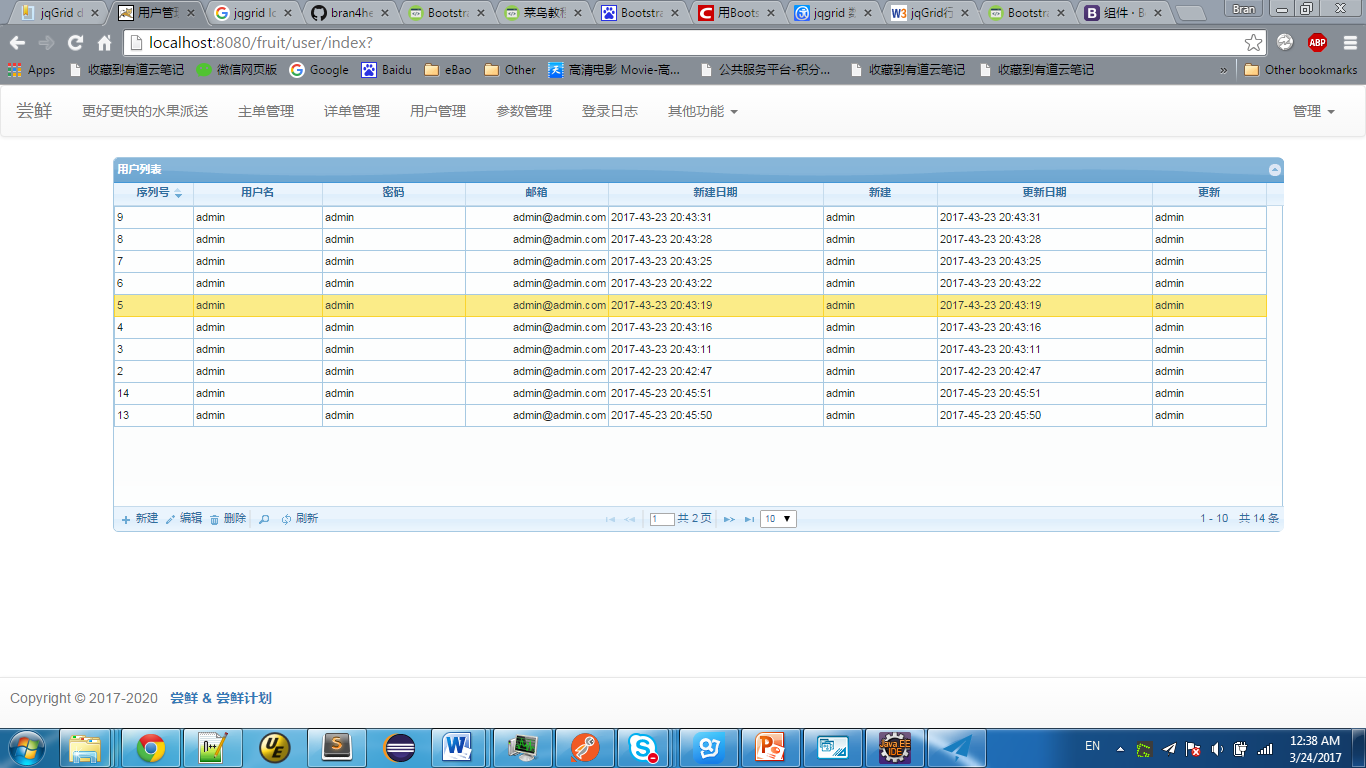 jqGrid d 用户管理 jqgrid lo bran4he Bootstra 菜鸟教程 Bootstra 用Boots jqgrid jqGrid行 Bootstra 组件 · B Bran
localhost:8080/fruit/user/index? ABP
Apps 收藏到有道云笔记 微信网页版 Google Baidu eBao Other 高清电影 Movie-高... 公共服务平台-积分... 收藏到有道云笔记 收藏到有道云笔记 » Other bookmarks
尝鲜 更好更快的水果派送 主单管理 详单管理 用户管理 参数管理 登录日志 其他功能 管理
用户列表
序列号 用户名 密码 邮箱 新建日期 新建 更新日期 更新
9 admin admin admin@admin.com 2017-43-23 20:43:31 admin 2017-43-23 20:43:31 admin
8 admin admin admin@admin.com 2017-43-23 20:43:28 admin 2017-43-23 20:43:28 admin
7 admin admin admin@admin.com 2017-43-23 20:43:25 admin 2017-43-23 20:43:25 admin
6 admin admin admin@admin.com 2017-43-23 20:43:22 admin 2017-43-23 20:43:22 admin
5 admin admin admin@admin.com 2017-43-23 20:43:19 admin 2017-43-23 20:43:19 admin
4 admin admin admin@admin.com 2017-43-23 20:43:16 admin 2017-43-23 20:43:16 admin
3 admin admin admin@admin.com 2017-43-23 20:43:11 admin 2017-43-23 20:43:11 admin
2 admin admin admin@admin.com 2017-42-23 20:42:47 admin 2017-42-23 20:42:47 admin
14 admin admin admin@admin.com 2017-45-23 20:45:51 admin 2017-45-23 20:45:51 admin
13 admin admin admin@admin.com 2017-45-23 20:45:50 admin 2017-45-23 20:45:50 admin
新建 编辑 删除 刷新 1 共 2 页 10 1 - 10 共 14 条
Copyright © 2017-2020 尝鲜 & 尝鲜计划
EN 12:38 AM
3/24/2017